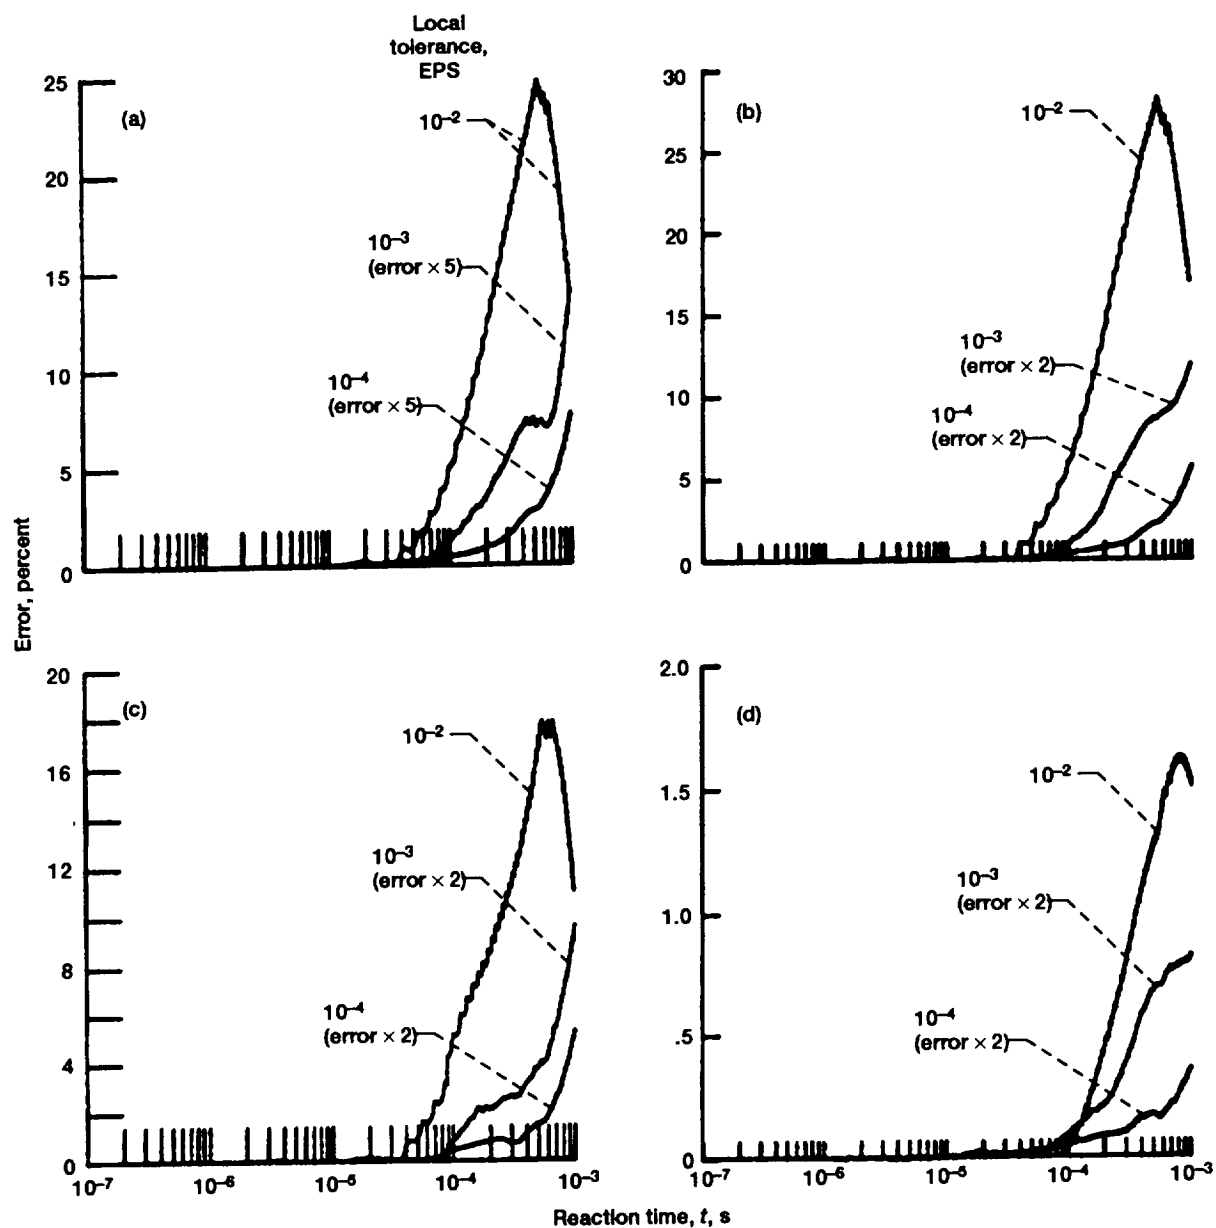 Local
tolerance,
EPS
25
20
15
10
5
0
(a)
10–2
10–3
(error × 5)
10–4
(error × 5)
30
25
20
15
10
5
0
(b)
10–2
10–3
(error × 2)
10–4
(error × 2)
Error, percent
20
16
12
8
4
0
(c)
10–2
10–3
(error × 2)
10–4
(error × 2)
10–7
10–6
10–5
10–4
10–3
2.0
1.5
1.0
.5
0
(d)
10–2
10–3
(error × 2)
10–4
(error × 2)
10–7
10–6
10–5
10–4
10–3
Reaction time, t, s